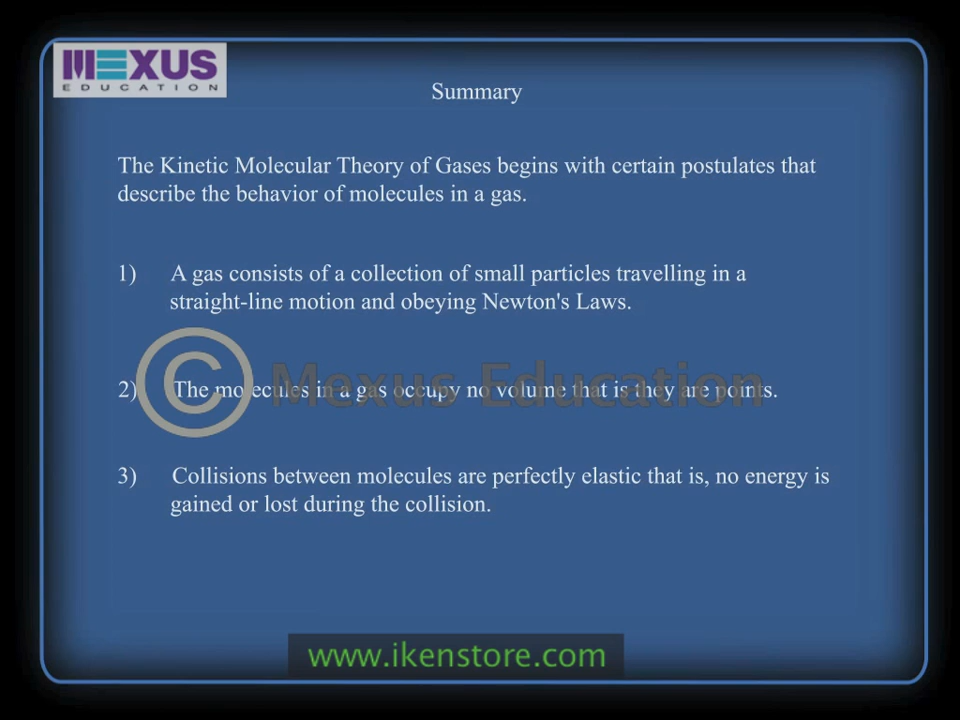 MEXUS
EDUCATION
Summary
The Kinetic Molecular Theory of Gases begins with certain postulates that
describe the behavior of molecules in a gas.
1) A gas consists of a collection of small particles travelling in a
straight-line motion and obeying Newton's Laws.
© Mexus Education
2) The molecules in a gas occupy no volume that is they are points.
3) Collisions between molecules are perfectly elastic that is, no energy is
gained or lost during the collision.
www.ikenstore.com